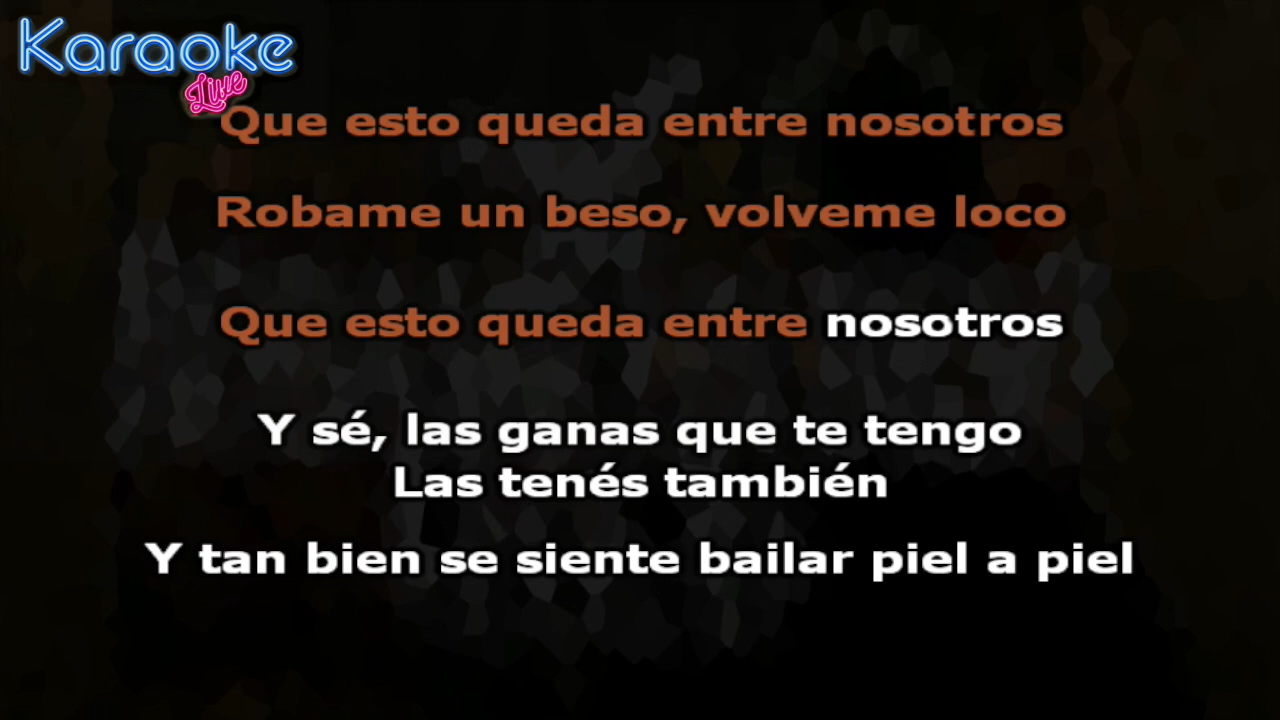 Karaoke
Live
Que esto queda entre nosotros
Robame un beso, volveme loco
Que esto queda entre nosotros
Y sé, las ganas que te tengo
Las tenés también
Y tan bien se siente bailar piel a piel